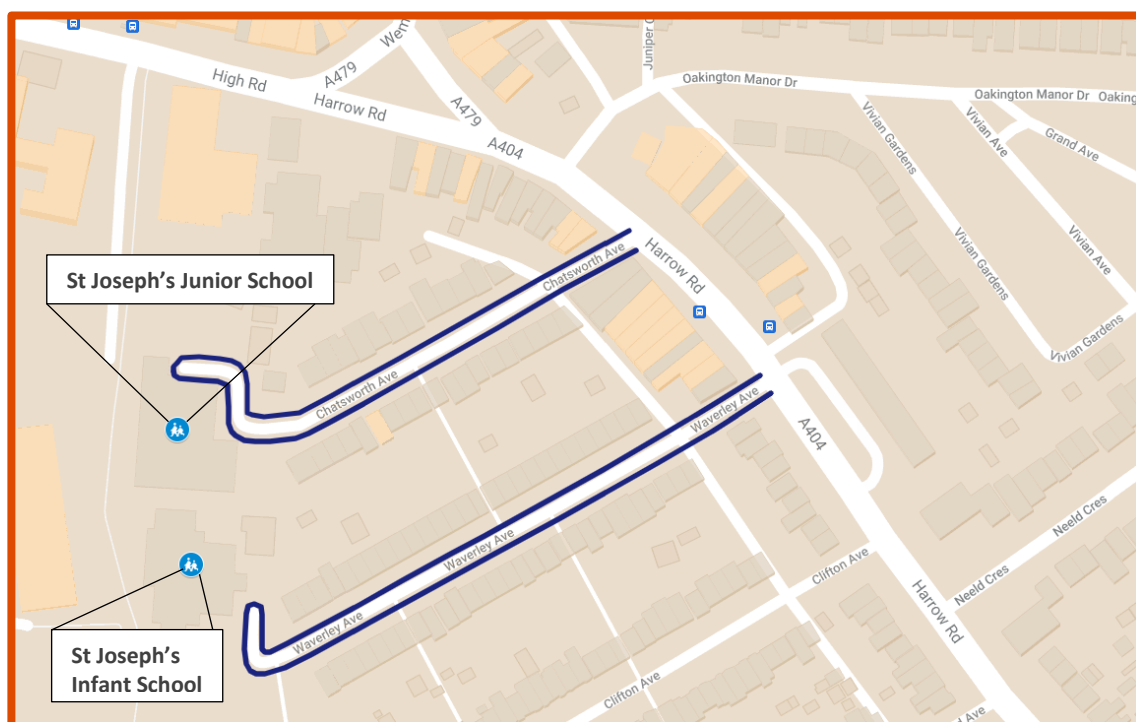 High Rd
A479
Wem
Harrow Rd
A479
A404
Juniper
Oakington Manor Dr
Oakington Manor Dr
Oaking
Vivian Gardens
Vivian Ave
Grand Ave
Vivian Ave
Vivian Gardens
Vivian Gardens
St Joseph's Junior School
Chatsworth Ave
Harrow Rd
Chatsworth Ave
Waverley Ave
A404
Waverley Ave
Neeld Cres
Clifton Ave
Neeld Cres
Harrow Rd
Waverley Ave
St Joseph's
Infant School
Clifton Ave
d Ave